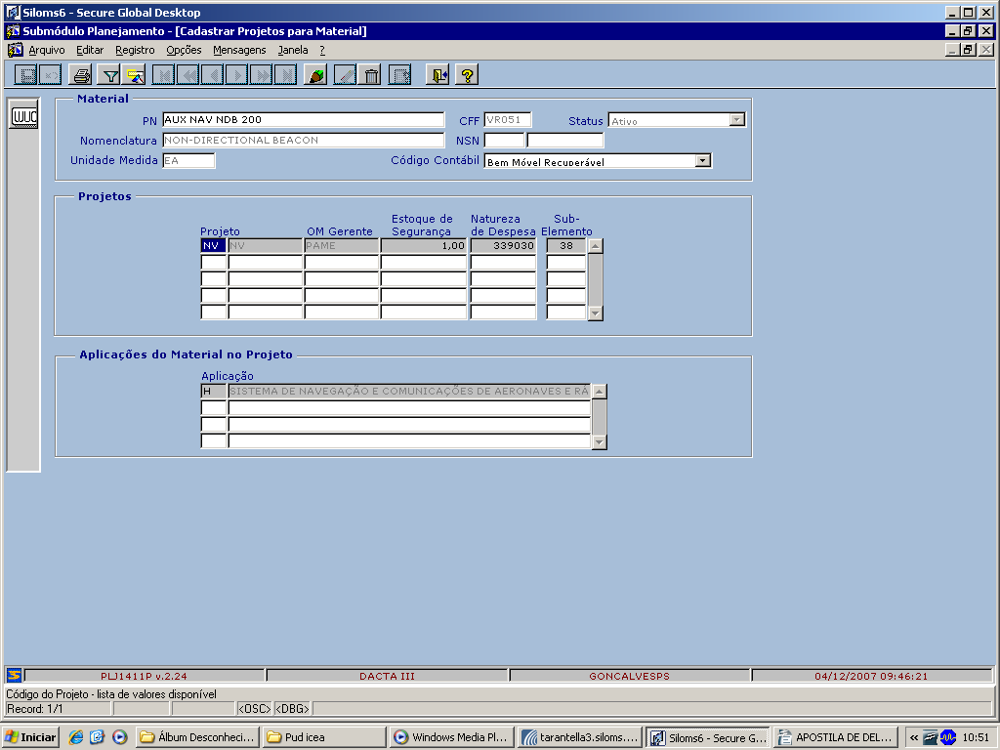 Siloms6 - Secure Global Desktop
Submódulo Planejamento - [Cadastrar Projetos para Material]
Arquivo Editar Registro Opções Mensagens Janela ?
WUC
Material
PN AUX NAV NDB 200 CFF VR051 Status Ativo
Nomenclatura NON-DIRECTIONAL BEACON NSN
Unidade Medida EA Código Contábil Bem Móvel Recuperável
Projetos
Estoque de Natureza Sub-
Projeto OM Gerente Segurança de Despesa Elemento
NV NV PAME 1,00 339030 38
Aplicações do Material no Projeto
Aplicação
H SISTEMA DE NAVEGAÇÃO E COMUNICAÇÕES DE AERONAVES E RÁ
PLJ1411P v.2.24 DACTA III GONCALVESPS 04/12/2007 09:46:21
Código do Projeto - lista de valores disponível
Record: 1/1 <OSC> <DBG>
Iniciar Álbum Desconheci... Pud icea Windows Media Pl... tarantella3.siloms.... Siloms6 - Secure G... APOSTILA DE DEL... « 10:51